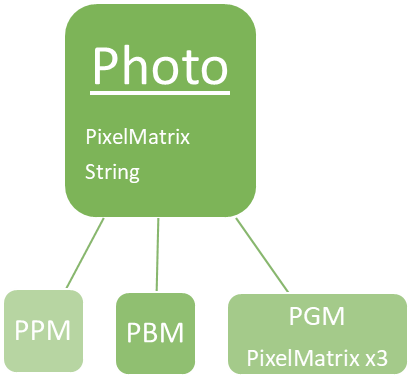 Photo
PixelMatrix
String
PPM
PBM
PGM
PixelMatrix x3